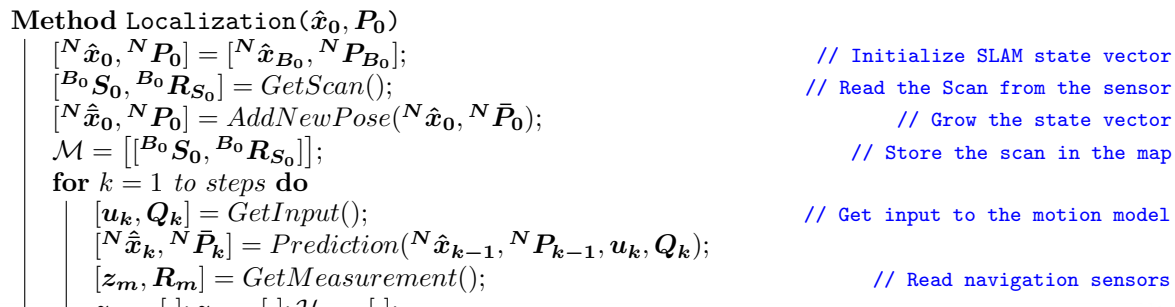 Method Localization(x̂₀, P₀)
[ᴺx̂₀, ᴺP₀] = [ᴺx̂_B₀, ᴺP_B₀]; // Initialize SLAM state vector
[ᴮ⁰S₀, ᴮ⁰R_S₀] = GetScan(); // Read the Scan from the sensor
[ᴺx̂̄₀, ᴺP₀] = AddNewPose(ᴺx̂₀, ᴺP̄₀); // Grow the state vector
ℳ = [[ᴮ⁰S₀, ᴮ⁰R_S₀]]; // Store the scan in the map
for k = 1 to steps do
[u_k, Q_k] = GetInput(); // Get input to the motion model
[ᴺx̂̄_k, ᴺP̄_k] = Prediction(ᴺx̂_k−1, ᴺP_k−1, u_k, Q_k);
[z_m, R_m] = GetMeasurement(); // Read navigation sensors